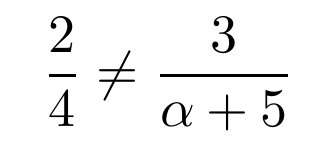 2/4 ≠ 3/(α + 5)